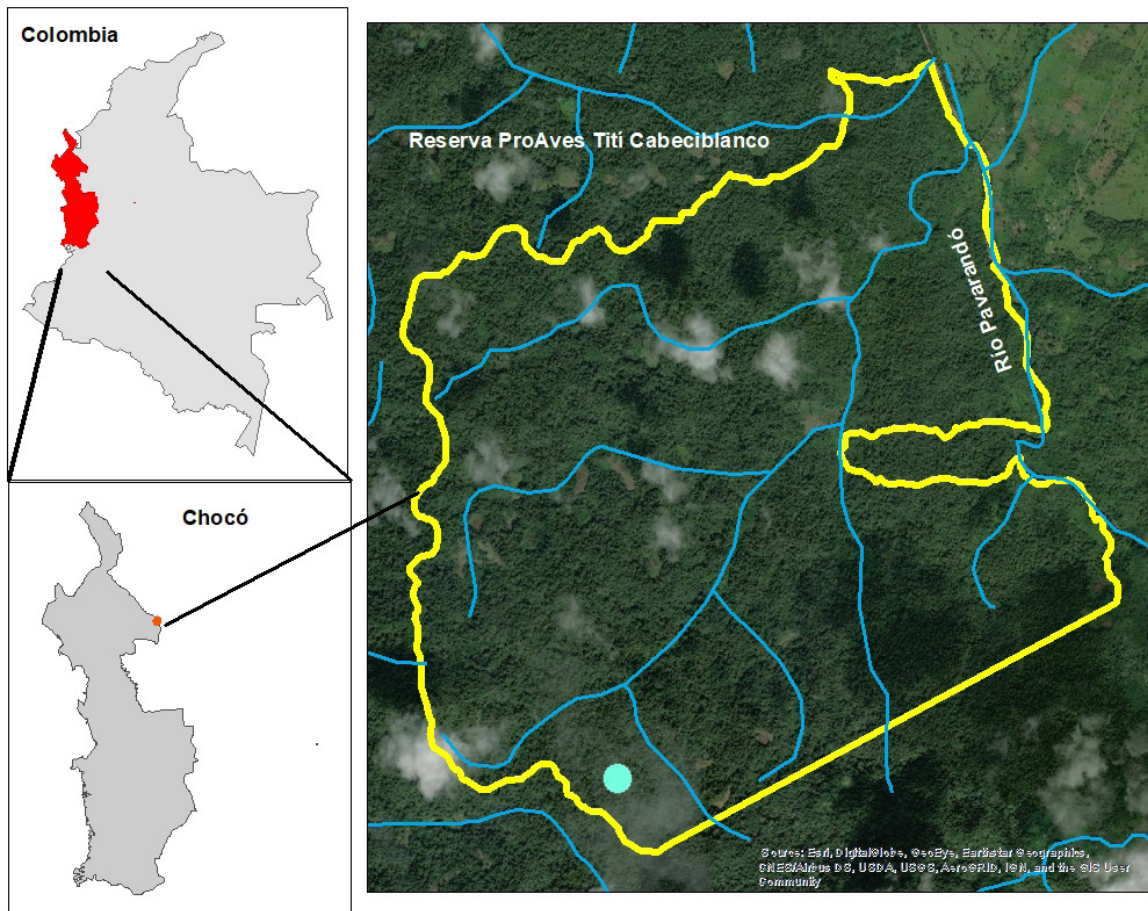 Colombia
Chocó
Reserva ProAves Tití Cabeciblanco
Río Pavarandó
Source: Esri, DigitalGlobe, GeoEye, Earthstar Geographics,
CNES/Airbus DS, USDA, USGS, AeroGRID, IGN, and the GIS User
Community